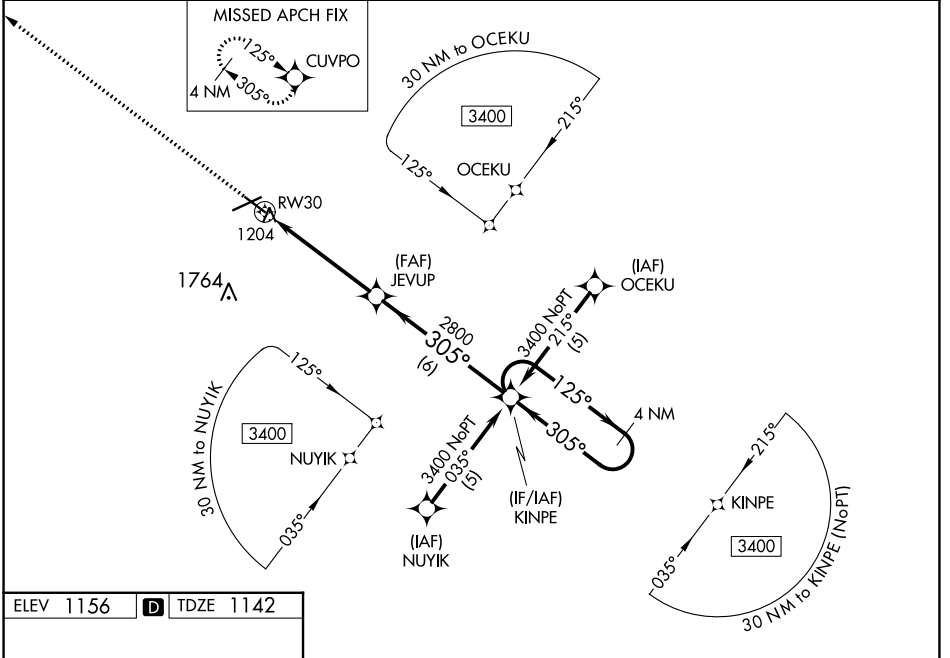 MISSED APCH FIX
125°
CUVPO
305°
4 NM
30 NM to OCEKU
3400
215°
125°
OCEKU
RW30
1204
(FAF)
JEVUP
1764
(IAF)
OCEKU
3400 NoPT
215°
(5)
2800
305°
(6)
125°
4 NM
305°
30 NM to NUYIK
125°
3400
NUYIK
035°
3400 NoPT
035°
(5)
(IF/IAF)
KINPE
(IAF)
NUYIK
215°
KINPE
3400
035°
30 NM to KINPE (NoPT)
ELEV 1156 D TDZE 1142